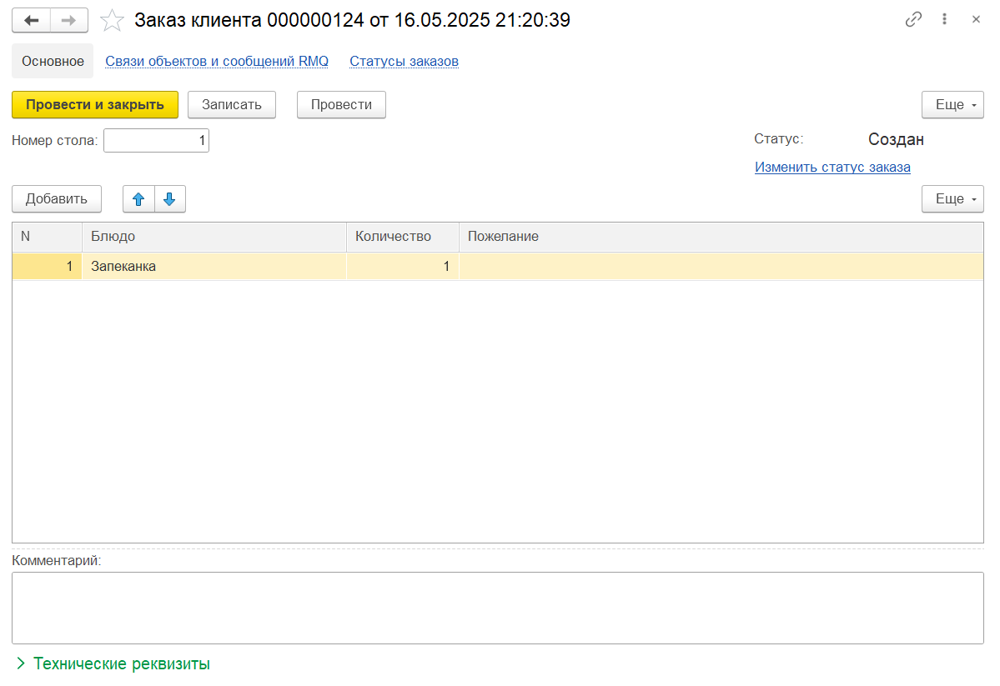 Заказ клиента 000000124 от 16.05.2025 21:20:39
Основное Связи объектов и сообщений RMQ Статусы заказов
Провести и закрыть Записать Провести Еще
Номер стола: 1 Статус: Создан
Изменить статус заказа
Добавить Еще
N Блюдо Количество Пожелание
1 Запеканка 1
Комментарий:
Технические реквизиты